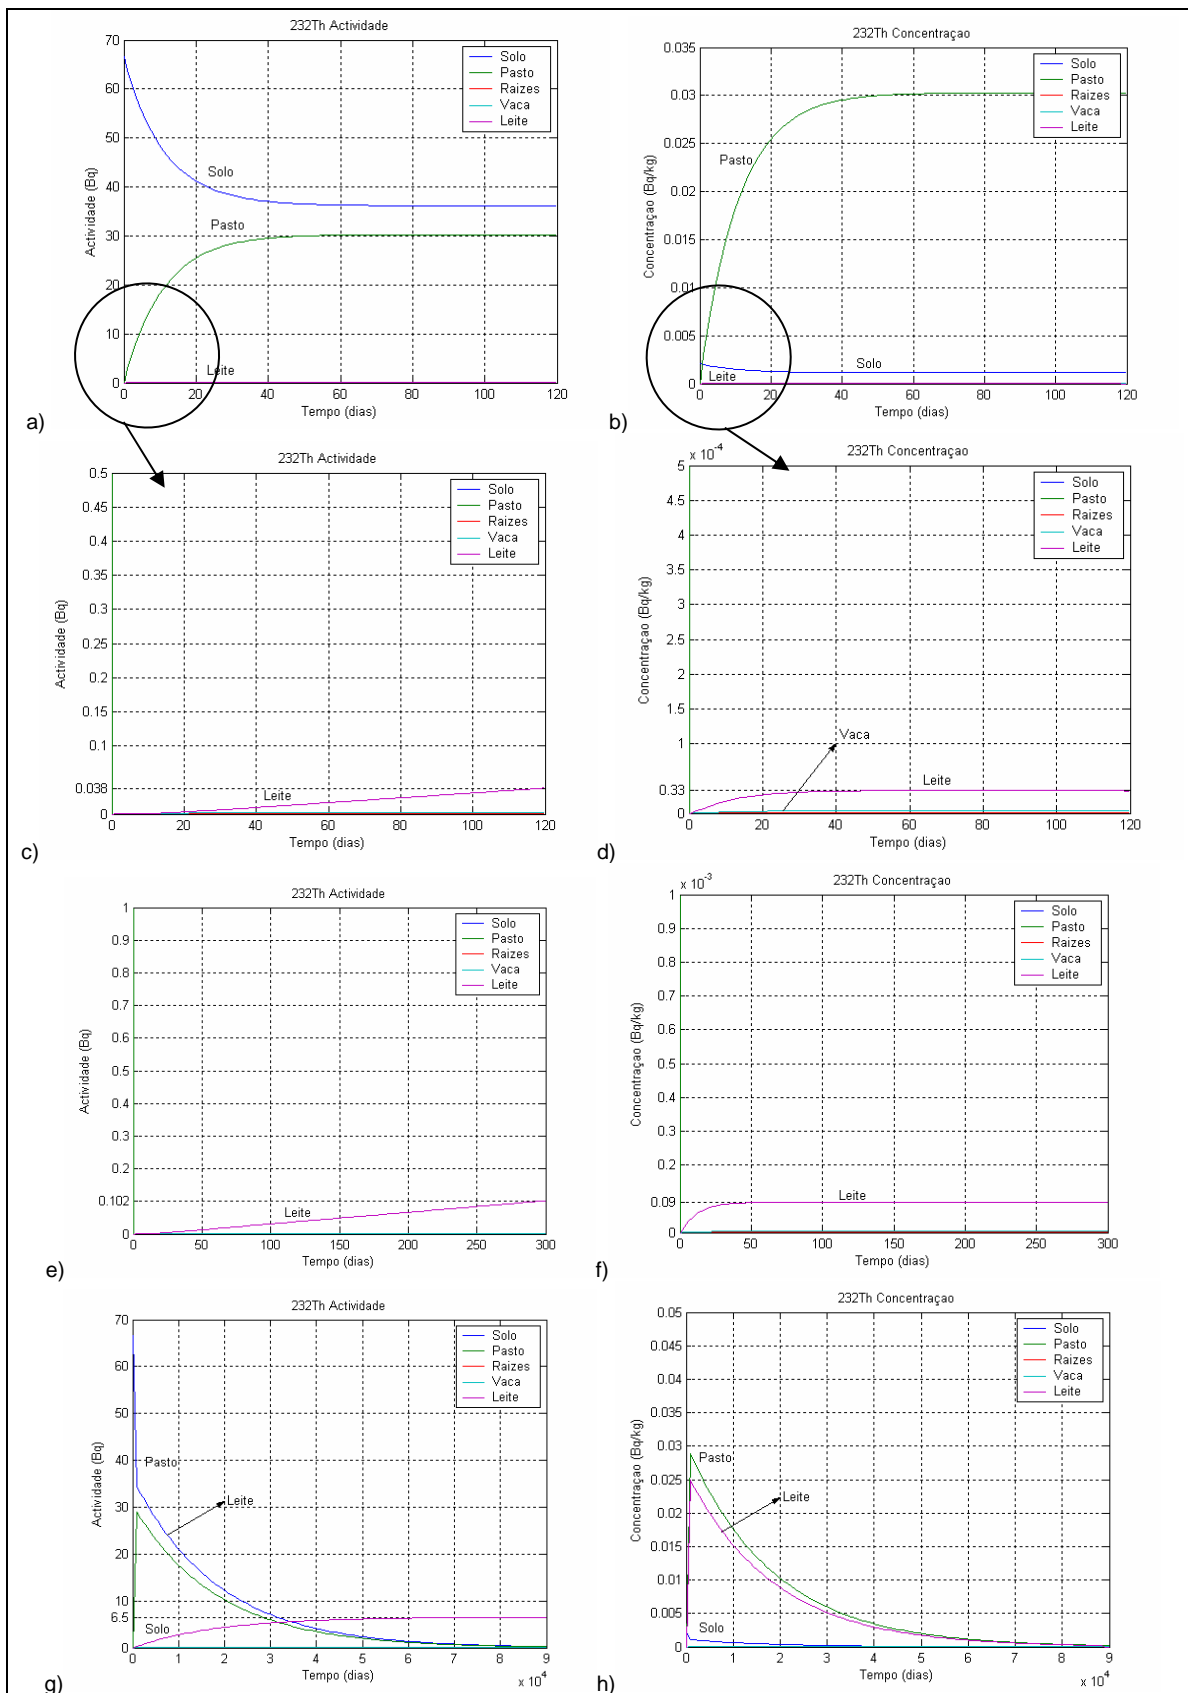 232Th Actividade
70
60
50
40
30
20
10
0
0 20 40 60 80 100 120
Actividade (Bq)
Tempo (dias)
Solo
Pasto
Raizes
Vaca
Leite
Solo
Pasto
Leite
a)
232Th Concentraçao
0.035
0.03
0.025
0.02
0.015
0.01
0.005
0
0 20 40 60 80 100 120
Concentraçao (Bq/kg)
Tempo (dias)
Solo
Pasto
Raizes
Vaca
Leite
Pasto
Solo
Leite
b)
232Th Actividade
0.5
0.45
0.4
0.35
0.3
0.25
0.2
0.15
0.1
0.038
0
0 20 40 60 80 100 120
Actividade (Bq)
Tempo (dias)
Solo
Pasto
Raizes
Vaca
Leite
Leite
c)
232Th Concentraçao
x 10-4
5
4.5
4
3.5
3
2.5
2
1.5
1
0.33
0
0 20 40 60 80 100 120
Concentraçao (Bq/kg)
Tempo (dias)
Solo
Pasto
Raizes
Vaca
Leite
Vaca
Leite
d)
232Th Actividade
1
0.9
0.8
0.7
0.6
0.5
0.4
0.3
0.2
0.102
0
0 50 100 150 200 250 300
Actividade (Bq)
Tempo (dias)
Solo
Pasto
Raizes
Vaca
Leite
Leite
e)
232Th Concentraçao
x 10-3
1
0.9
0.8
0.7
0.6
0.5
0.4
0.3
0.2
0.09
0
0 50 100 150 200 250 300
Concentraçao (Bq/kg)
Tempo (dias)
Solo
Pasto
Raizes
Vaca
Leite
Leite
f)
232Th Actividade
70
60
50
40
30
20
10
6.5
0
0 1 2 3 4 5 6 7 8 9
x 10 4
Actividade (Bq)
Tempo (dias)
Solo
Pasto
Raizes
Vaca
Leite
Pasto
Leite
Solo
g)
232Th Concentraçao
0.05
0.045
0.04
0.035
0.03
0.025
0.02
0.015
0.01
0.005
0
0 1 2 3 4 5 6 7 8 9
x 10 4
Concentraçao (Bq/kg)
Tempo (dias)
Solo
Pasto
Raizes
Vaca
Leite
Pasto
Leite
Solo
h)